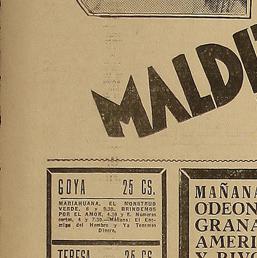 MALDI
GOYA 25 CS.
MARIAHUANA, EL MONSTRUO
VERDE, 6 y 9.30. BRINDEMOS
POR EL AMOR, 4.30 y 8. Números
cortos, 4 y 7.30.—Mañana: El Ene-
migo del Hombre y Ya Tenemos
Dinero.
TERESA 25 CS
MAÑANA
ODEON
GRANA
AMERI
Y RIVO